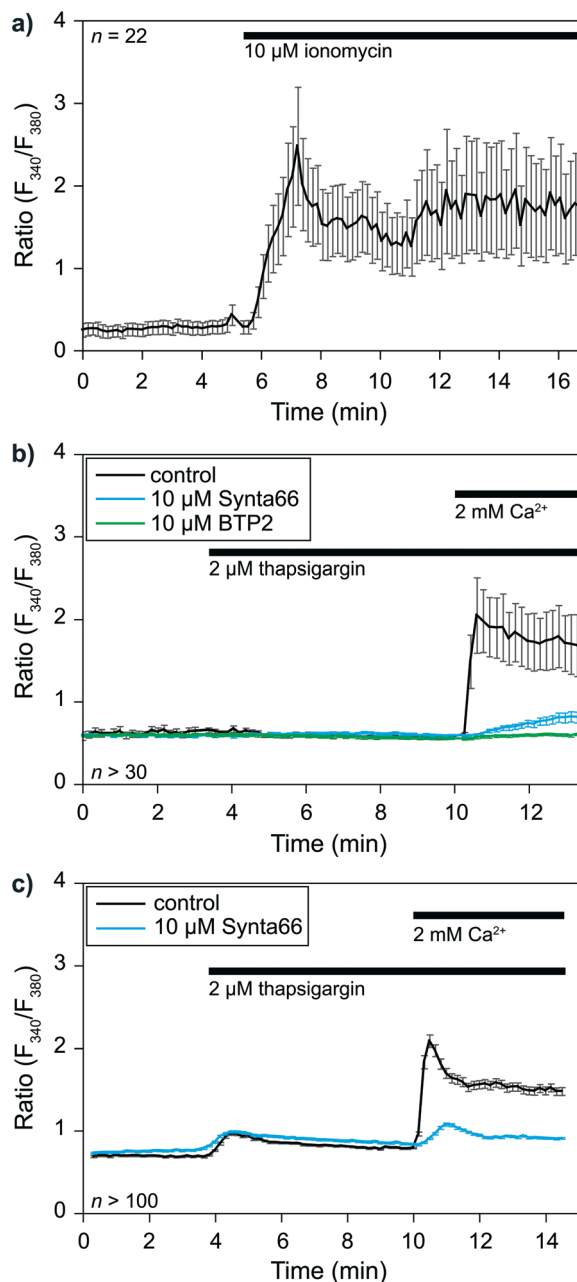 a)
n = 22
10 µM ionomycin
Ratio (F340/F380)
4
3
2
1
0
0 2 4 6 8 10 12 14 16
Time (min)
b)
control
10 µM Synta66
10 µM BTP2
2 mM Ca²⁺
2 µM thapsigargin
Ratio (F340/F380)
4
3
2
1
0
n > 30
0 2 4 6 8 10 12
Time (min)
c)
control
10 µM Synta66
2 mM Ca²⁺
2 µM thapsigargin
Ratio (F340/F380)
4
3
2
1
0
n > 100
0 2 4 6 8 10 12 14
Time (min)